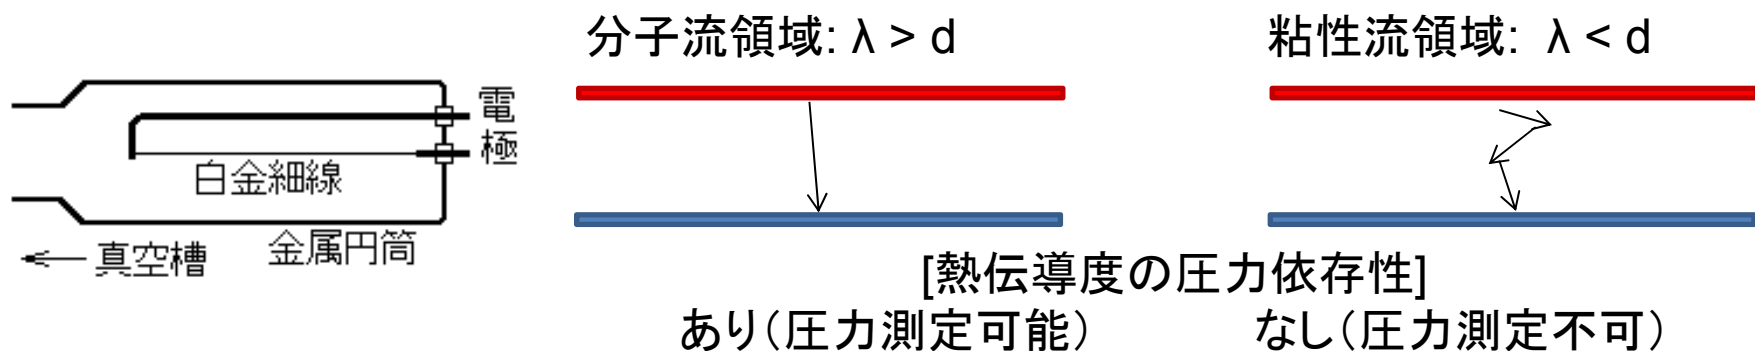 分子流領域: λ > d
粘性流領域: λ < d
電極
白金細線
金属円筒
真空槽
[熱伝導度の圧力依存性]
あり(圧力測定可能)
なし(圧力測定不可)